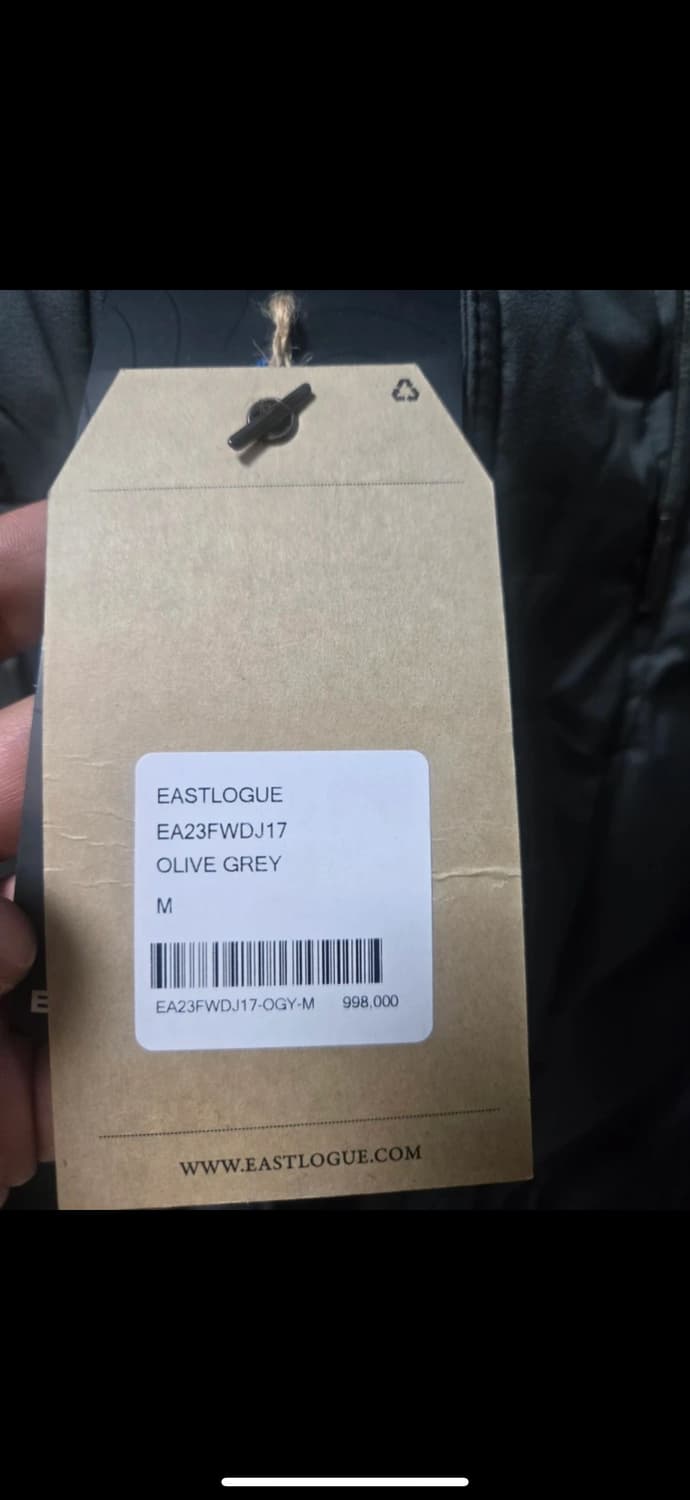 EASTLOGUE
EA23FWDJ17
OLIVE GREY
M
EA23FWDJ17-OGY-M 998,000
WWW.EASTLOGUE.COM